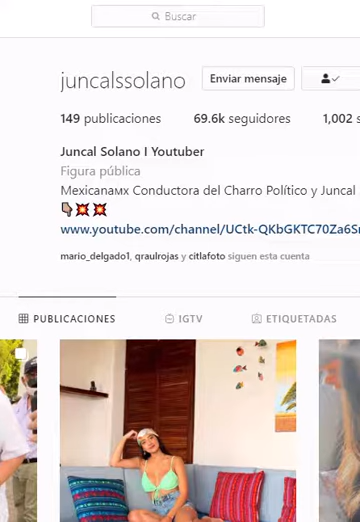 Buscar
juncalssolano
Enviar mensaje
149 publicaciones 69.6k seguidores 1,002
Juncal Solano I Youtuber
Figura pública
Mexicanaмx Conductora del Charro Político y Juncal
www.youtube.com/channel/UCtk-QKbGKTC70Za6S
mario_delgado1, qraulrojas y citlafoto siguen esta cuenta
PUBLICACIONES IGTV ETIQUETADAS